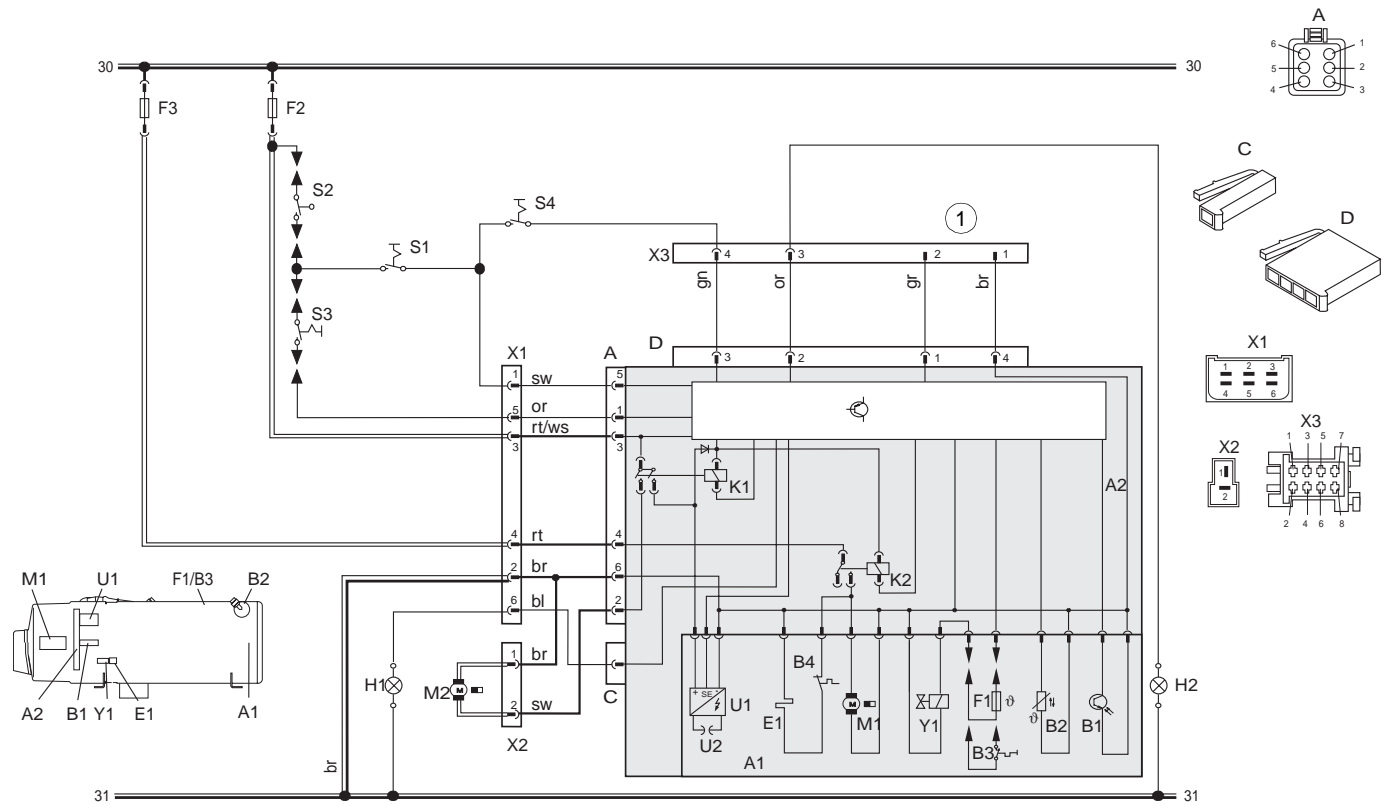 A
6 1
5 2
4 3
30 30
F3 F2
C
S2
S4
D
S1
1
X3 4 3 2 1
gn or gr br
S3
X1 A D
3 2 1 4
X1
1 2 3
4 5 6
1 sw 5
5 or 1
rt/ws
3 3
X3
1 3 5 7
X2
1
2
2 4 6 8
K1
A2
4 rt 4
2 br 6
K2
6 bl 2
M1 U1 F1/B3 B2
1 br
B4
C
H1 M2 M
+ SE -
U1
E1
M
M1
Y1
F1 ϑ
ϑ
B2
B1
H2
2 sw
U2
B3
A2 B1 Y1 E1 A1
X2
A1
br
31 31